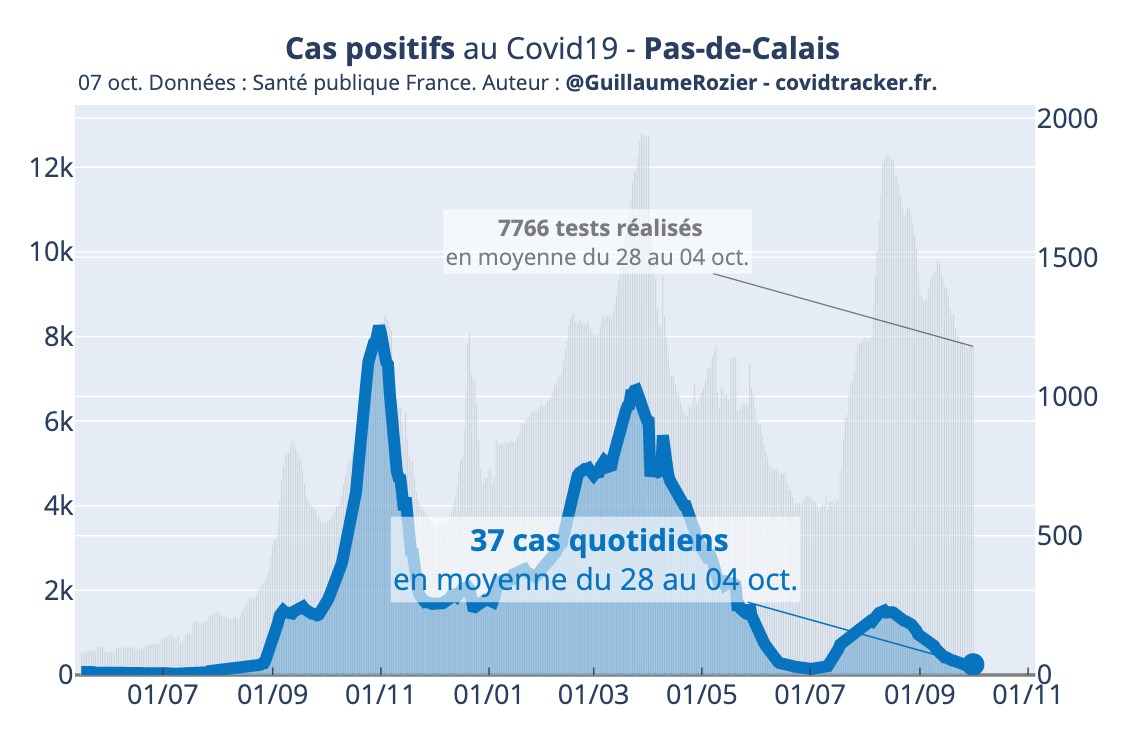 Cas positifs au Covid19 - Pas-de-Calais
07 oct. Données : Santé publique France. Auteur : @GuillaumeRozier - covidtracker.fr.
2000
12k
7766 tests réalisés
10k
en moyenne du 28 au 04 oct.
1500
8k
1000
6k
4k
37 cas quotidiens
500
2k
en moyenne du 28 au 04 oct.
0
0
01/07 01/09 01/11 01/01 01/03 01/05 01/07 01/09 01/11